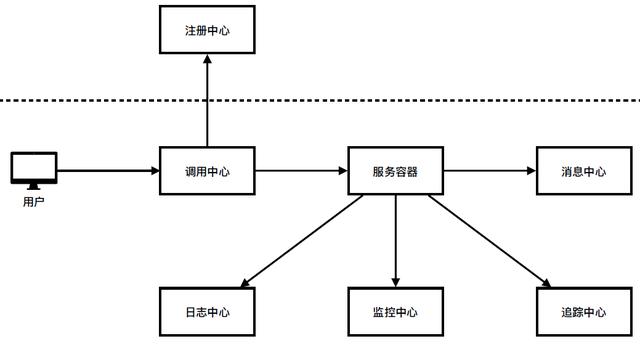 注册中心
调用中心
服务容器
消息中心
用户
日志中心
监控中心
追踪中心